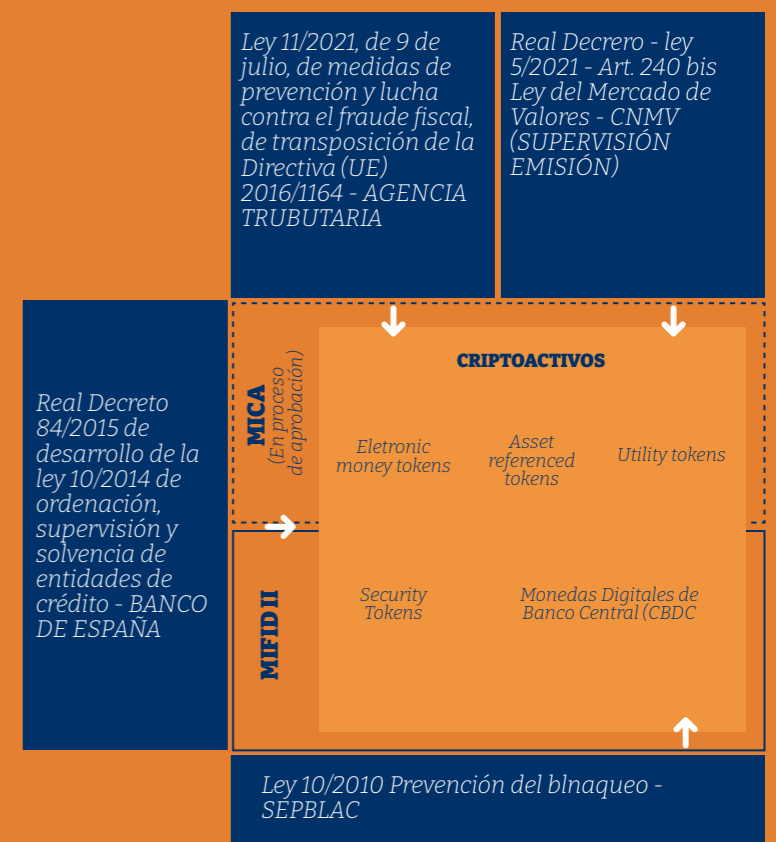 Ley 11/2021, de 9 de
julio, de medidas de
prevención y lucha
contra el fraude fiscal,
de transposición de la
Directiva (UE)
2016/1164 - AGENCIA
TRUBUTARIA
Real Decrero - ley
5/2021 - Art. 240 bis
Ley del Mercado de
Valores - CNMV
(SUPERVISIÓN
EMISIÓN)
Real Decreto
84/2015 de
desarrollo de la
ley 10/2014 de
ordenación,
supervisión y
solvencia de
entidades de
crédito - BANCO
DE ESPAÑA
MICA
(En proceso
de aprobación)
CRIPTOACTIVOS
Eletronic
money tokens
Asset
referenced
tokens
Utility tokens
MIFID II
Security
Tokens
Monedas Digitales de
Banco Central (CBDC
Ley 10/2010 Prevención del blnaqueo -
SEPBLAC